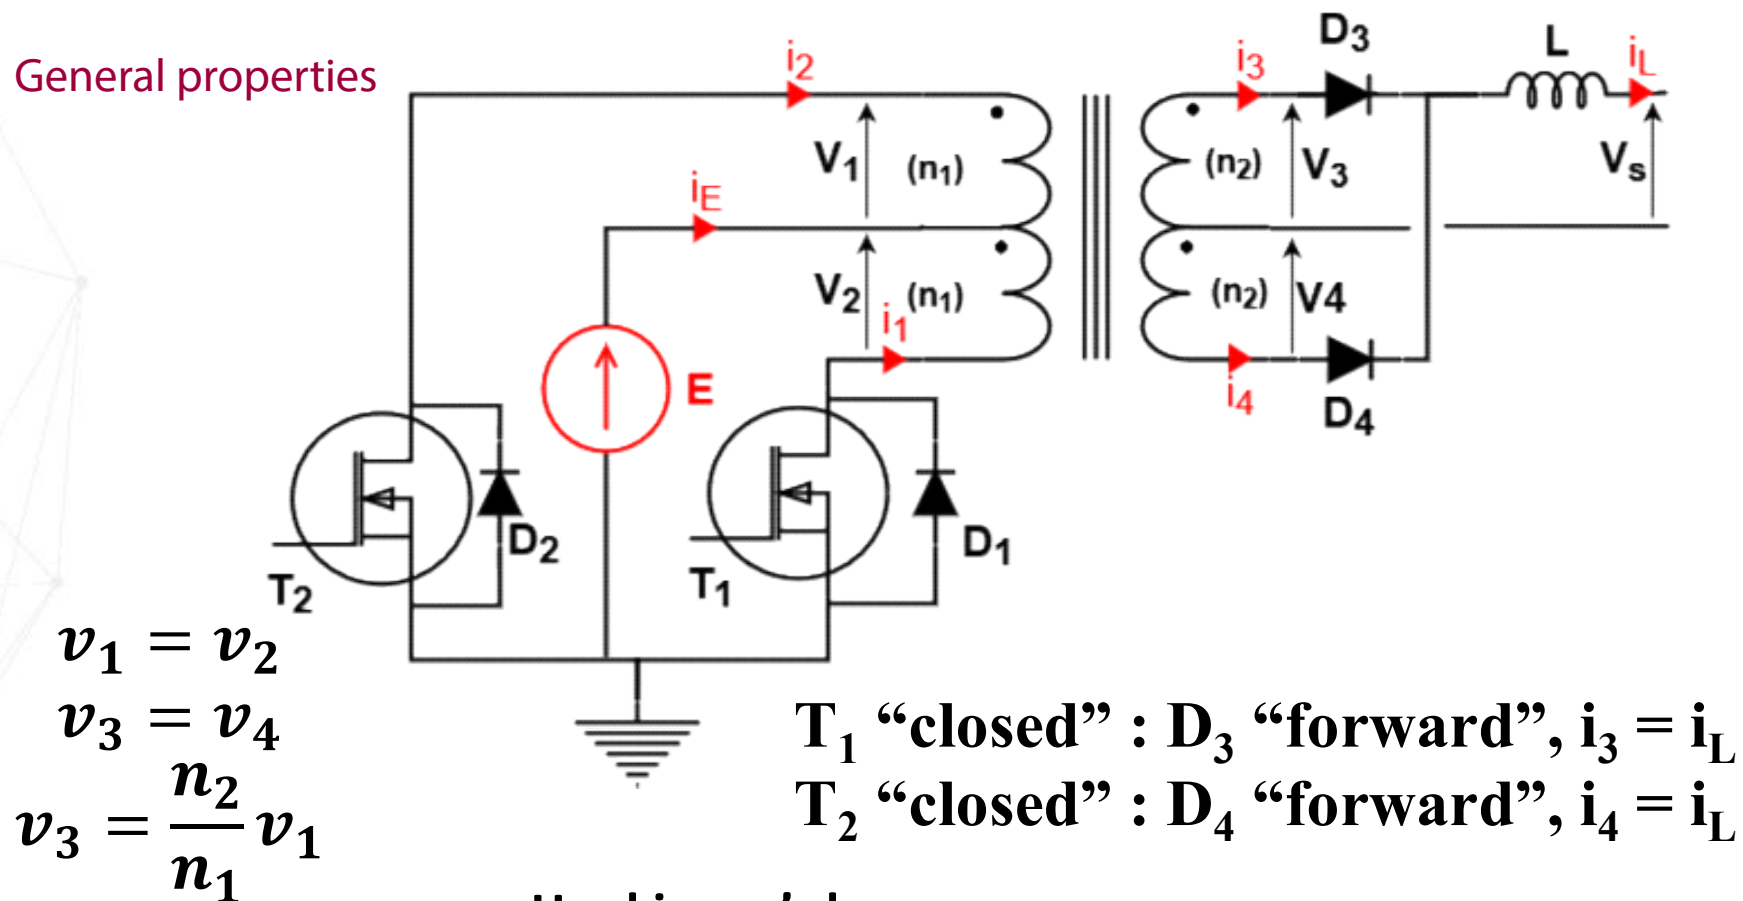 General properties
D3
L
i2
i3
iL
V1
(n1)
(n2)
V3
Vs
iE
V2
(n1)
(n2)
V4
i1
E
i4
D4
D2
D1
T2
T1
v1 = v2
v3 = v4
v3 = n2/n1 v1
T1 “closed” : D3 “forward”, i3 = iL
T2 “closed” : D4 “forward”, i4 = iL